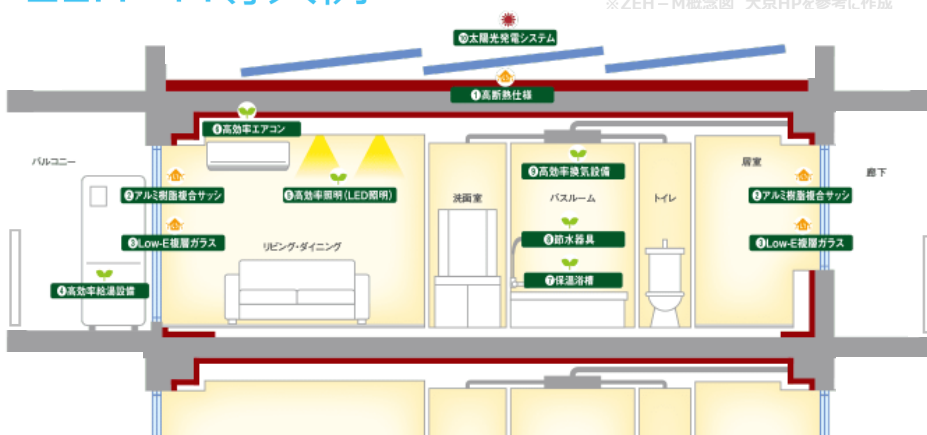 ※ZEH-M概念図 大京HPを参考に作成
❿太陽光発電システム
❶高断熱仕様
❻高効率エアコン
バルコニー
❷アルミ樹脂複合サッシ
❺高効率照明(LED照明)
洗面室
❾高効率換気設備
バスルーム
トイレ
居室
❷アルミ樹脂複合サッシ
廊下
❸Low-E複層ガラス
リビング・ダイニング
❽節水器具
❸Low-E複層ガラス
❹高効率給湯設備
❼保温浴槽